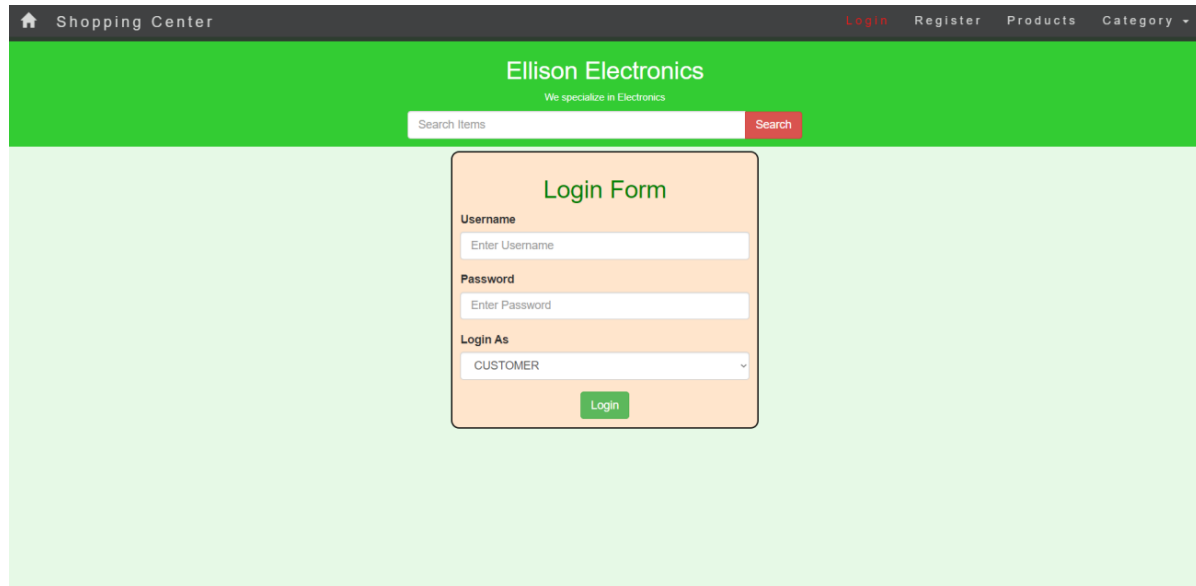 Shopping Center Login Register Products Category
Ellison Electronics
We specialize in Electronics
Search Items Search
Login Form
Username
Enter Username
Password
Enter Password
Login As
CUSTOMER
Login